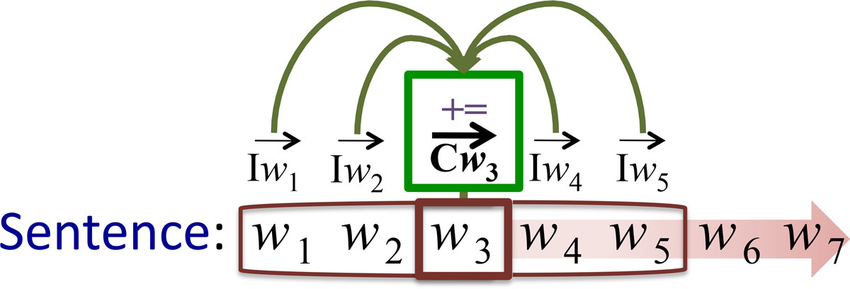 +=
Iw₁ Iw₂ Cw₃ Iw₄ Iw₅
Sentence: w₁ w₂ w₃ w₄ w₅ w₆ w₇